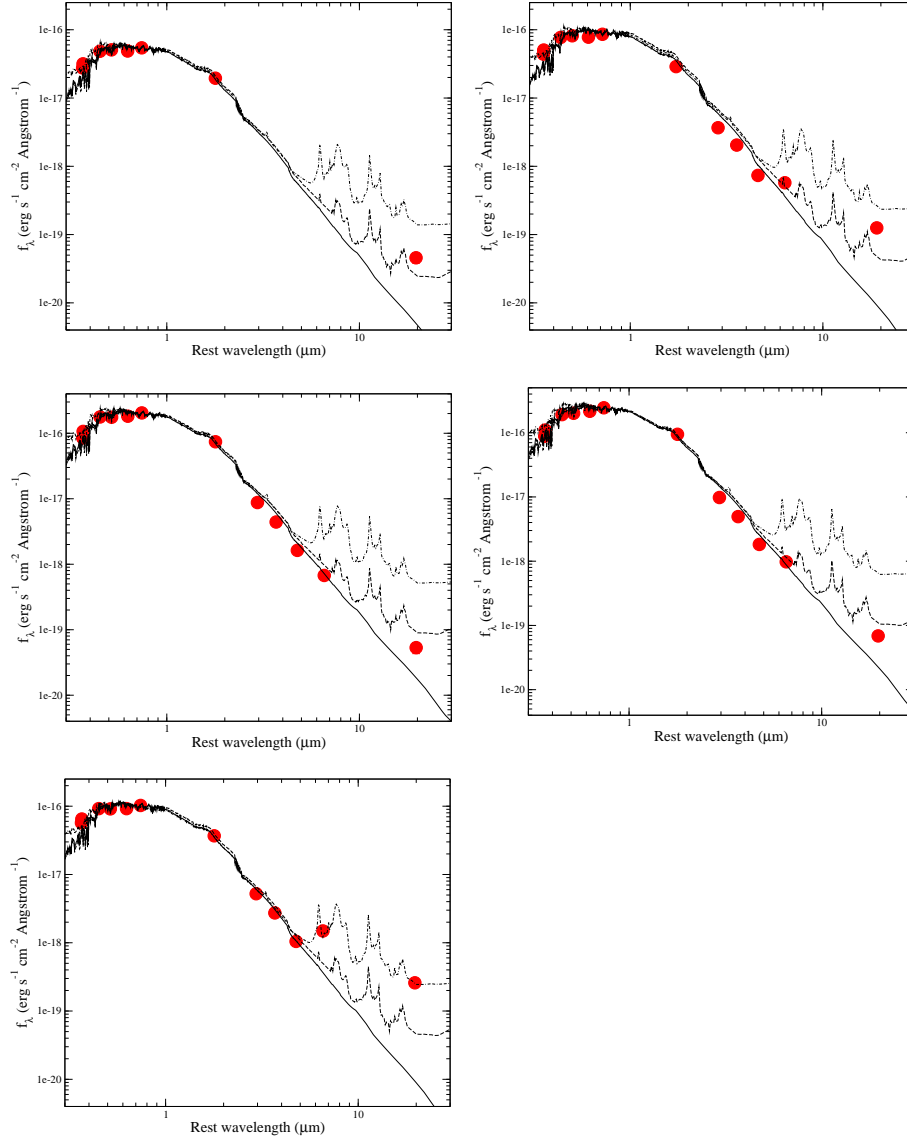 1e-16
1e-17
1e-18
1e-19
1e-20
f_λ (erg s⁻¹ cm⁻² Angstrom⁻¹)
1 10
Rest wavelength (μm)
1e-16
1e-17
1e-18
1e-19
1e-20
f_λ (erg s⁻¹ cm⁻² Angstrom⁻¹)
1 10
Rest wavelength (μm)
1e-16
1e-17
1e-18
1e-19
1e-20
f_λ (erg s⁻¹ cm⁻² Angstrom⁻¹)
1 10
Rest wavelength (μm)
1e-16
1e-17
1e-18
1e-19
1e-20
f_λ (erg s⁻¹ cm⁻² Angstrom⁻¹)
1 10
Rest wavelength (μm)
1e-16
1e-17
1e-18
1e-19
1e-20
f_λ (erg s⁻¹ cm⁻² Angstrom⁻¹)
1 10
Rest wavelength (μm)